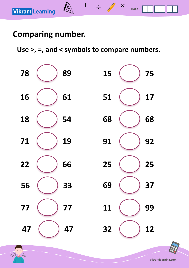 Vikram Learning
Comparing number.
Use >, =, and < symbols to compare numbers.
78 89 15 75
16 61 51 17
18 54 68 68
71 19 91 92
22 66 25 25
56 33 69 37
77 77 11 99
47 47 32 12